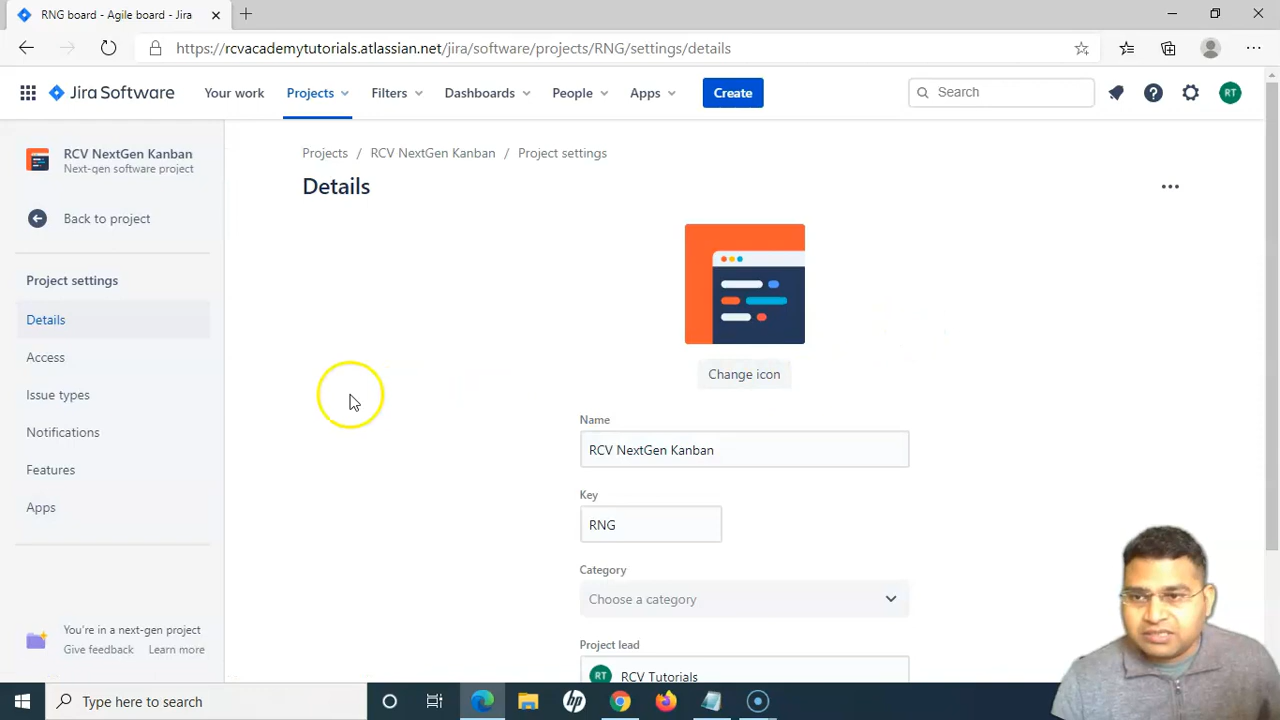 RNG board - Agile board - Jira
https://rcvacademytutorials.atlassian.net/jira/software/projects/RNG/settings/details
Jira Software
Your work
Projects
Filters
Dashboards
People
Apps
Create
Search
RT
RCV NextGen Kanban
Next-gen software project
Back to project
Project settings
Details
Access
Issue types
Notifications
Features
Apps
You're in a next-gen project
Give feedback Learn more
Projects / RCV NextGen Kanban / Project settings
Details
Change icon
Name
RCV NextGen Kanban
Key
RNG
Category
Choose a category
Project lead
RT RCV Tutorials
Type here to search
hp